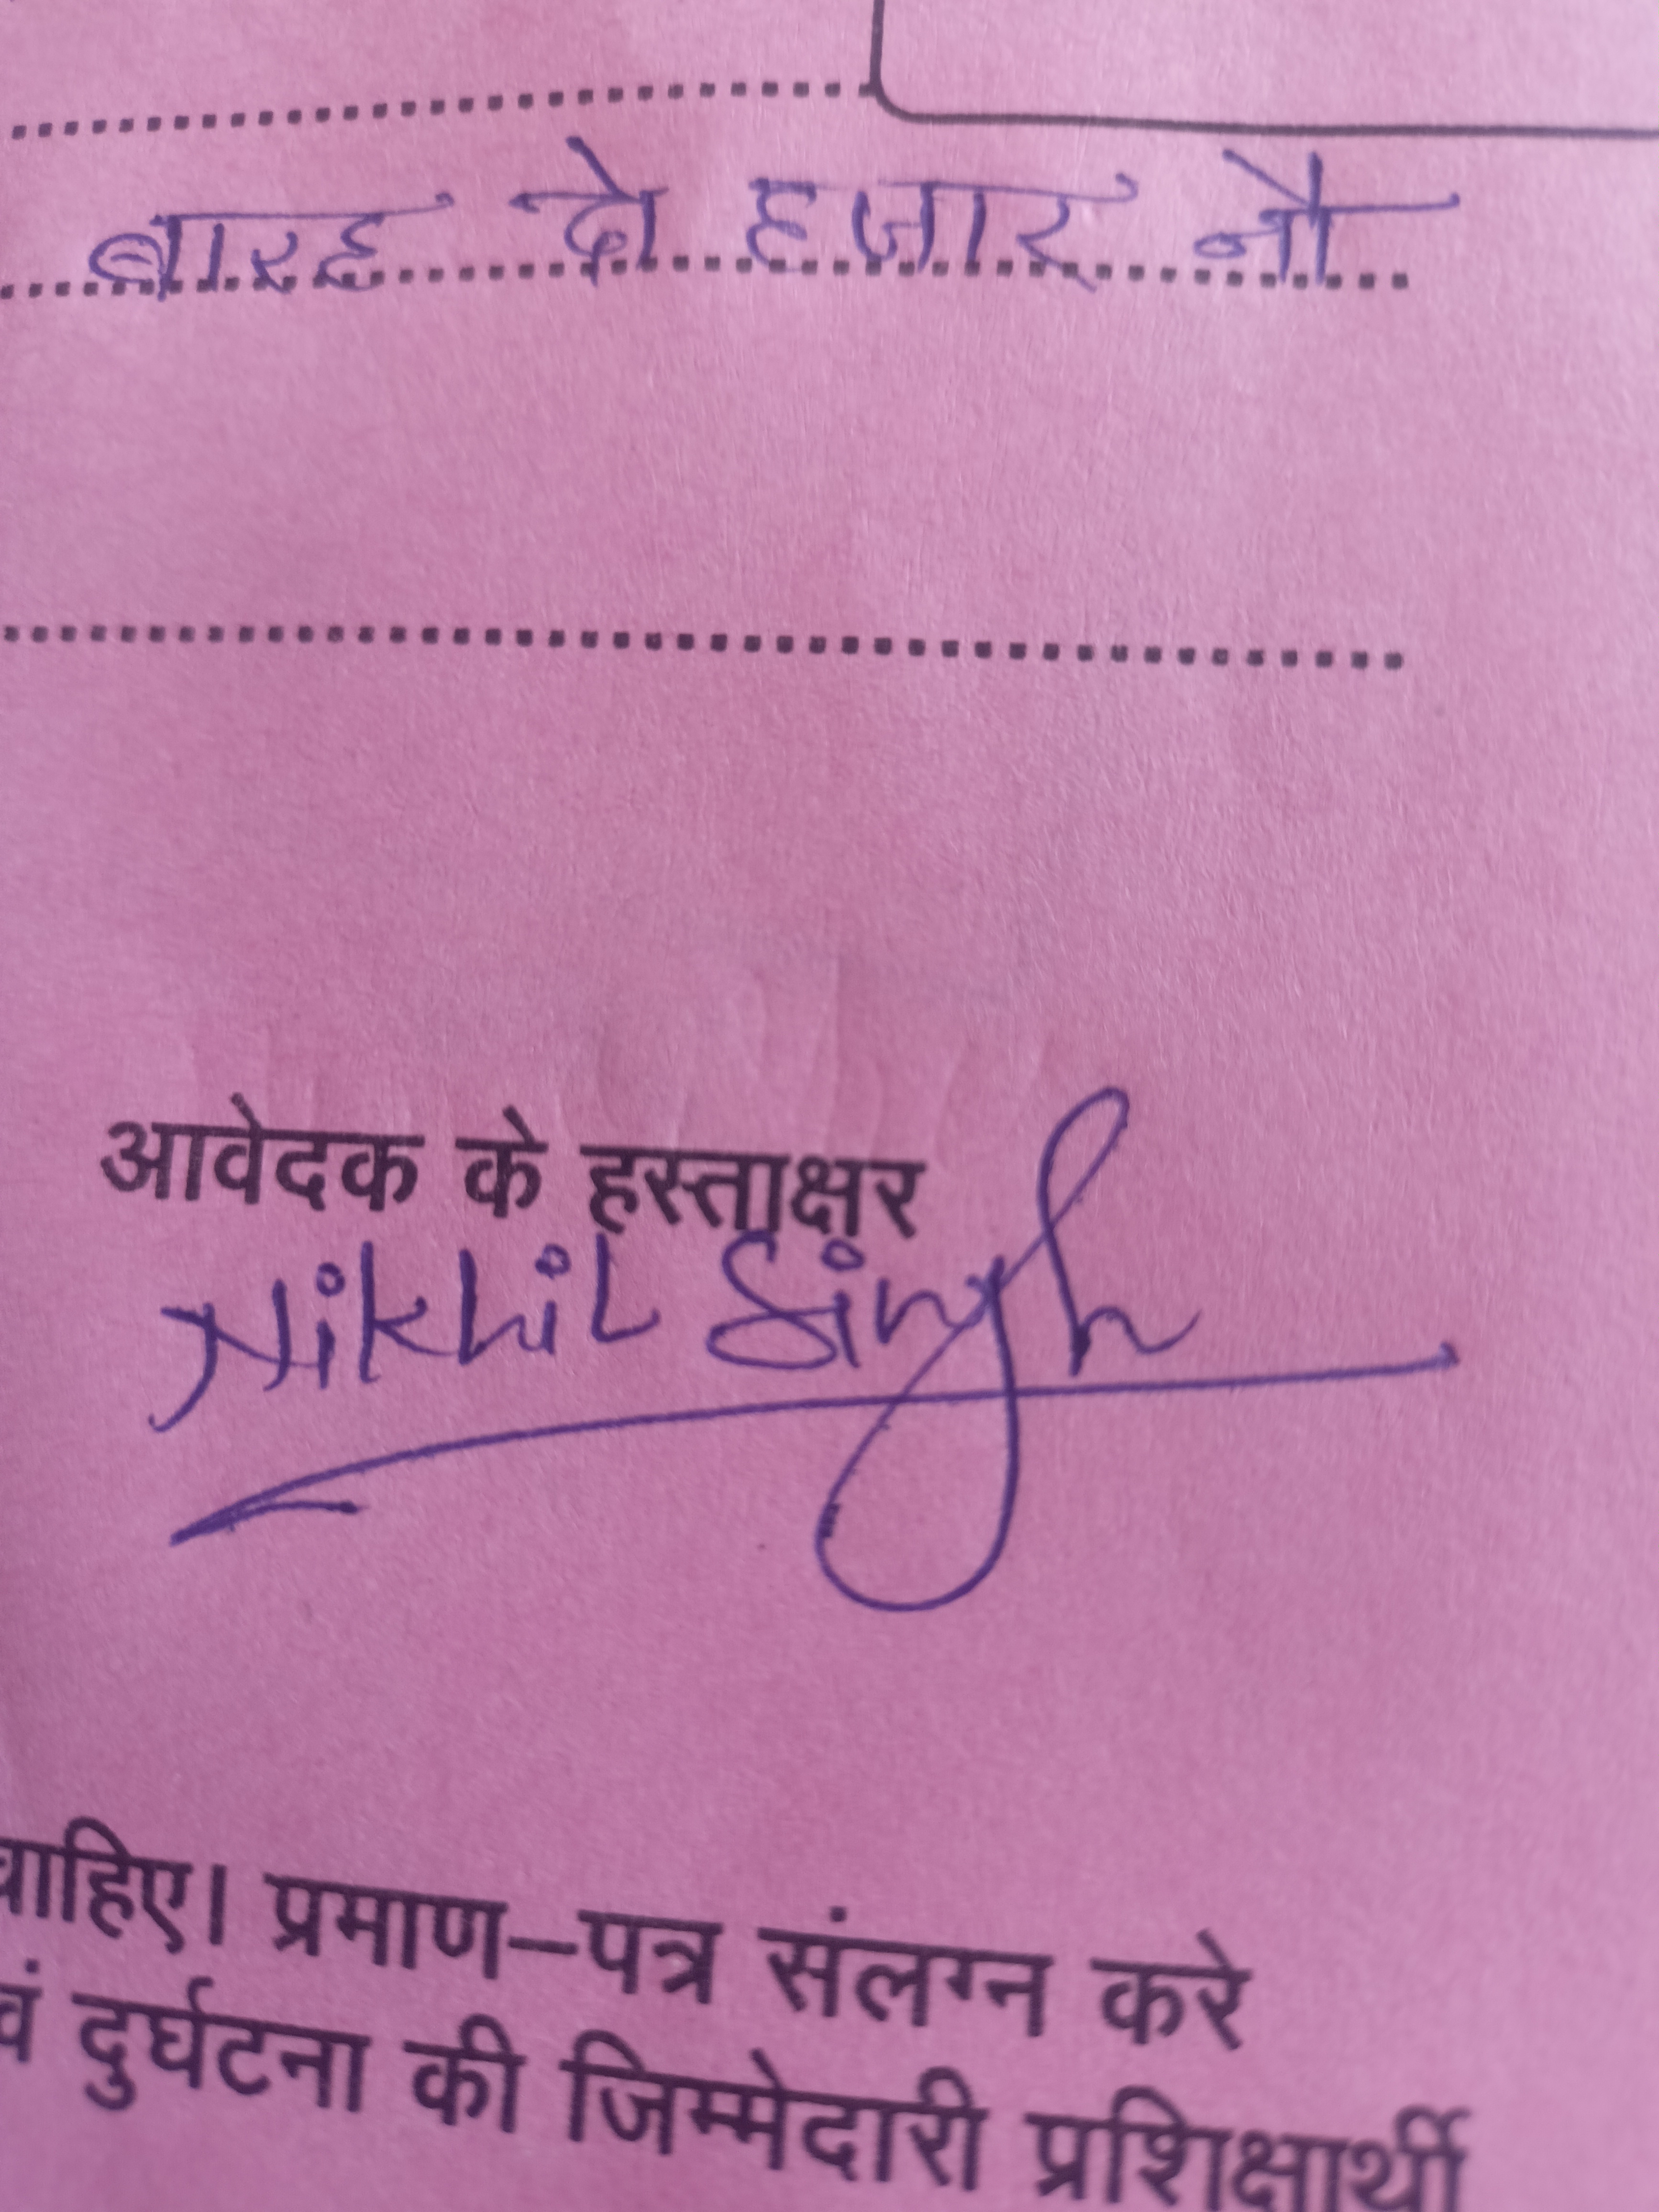 बारह दो हजार नौ
आवेदक के हस्ताक्षर
Nikhil Singh
चाहिए। प्रमाण–पत्र संलग्न करे
दुर्घटना की जिम्मेदारी प्रशिक्षार्थी